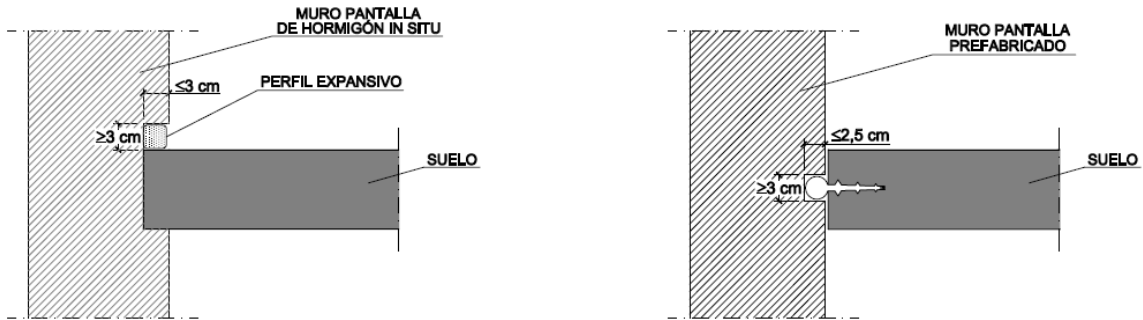 MURO PANTALLA
DE HORMIGÓN IN SITU
≤3 cm
PERFIL EXPANSIVO
≥3 cm
SUELO
MURO PANTALLA
PREFABRICADO
≤2,5 cm
≥3 cm
SUELO